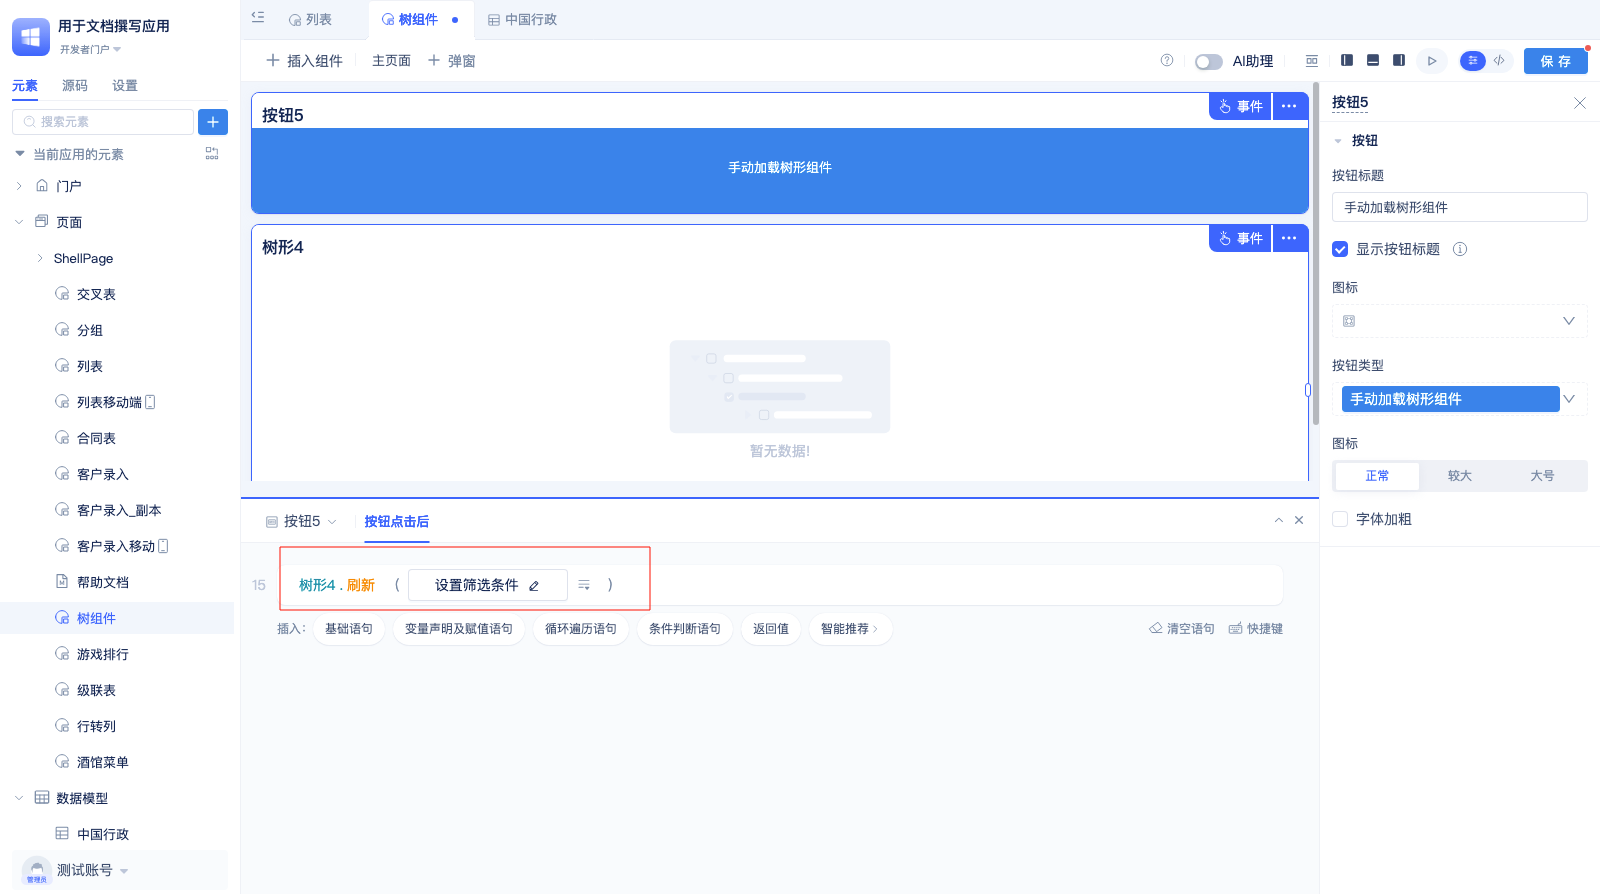 用于文档撰写应用
开发者门户
元素 源码 设置
搜索元素
当前应用的元素
门户
页面
ShellPage
交叉表
分组
列表
列表移动端
合同表
客户录入
客户录入_副本
客户录入移动
帮助文档
树组件
游戏排行
级联表
行转列
酒馆菜单
数据模型
中国行政
管理员
测试账号
列表 树组件 中国行政
插入组件 主页面 弹窗 AI助理 保 存
按钮5 事件
手动加载树形组件
树形4 事件
暂无数据!
按钮5 按钮点击后
15 树形4 . 刷新 ( 设置筛选条件 )
插入: 基础语句 变量声明及赋值语句 循环遍历语句 条件判断语句 返回值 智能推荐 清空语句 快捷键
按钮5
按钮
按钮标题
手动加载树形组件
显示按钮标题
图标
按钮类型
手动加载树形组件
图标
正常 较大 大号
字体加粗